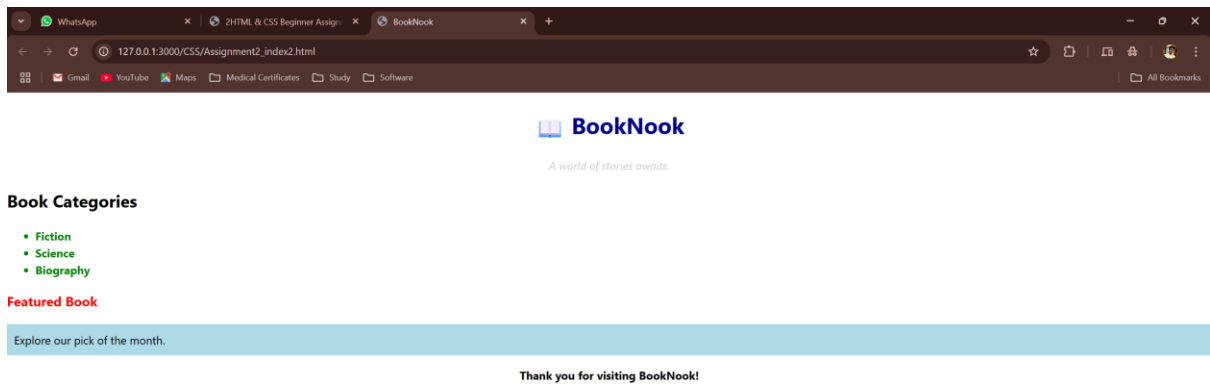 WhatsApp
2HTML & CSS Beginner Assign
BookNook
127.0.0.1:3000/CSS/Assignment2_index2.html
Gmail
YouTube
Maps
Medical Certificates
Study
Software
All Bookmarks
BookNook
A world of stories awaits.
Book Categories
Fiction
Science
Biography
Featured Book
Explore our pick of the month.
Thank you for visiting BookNook!